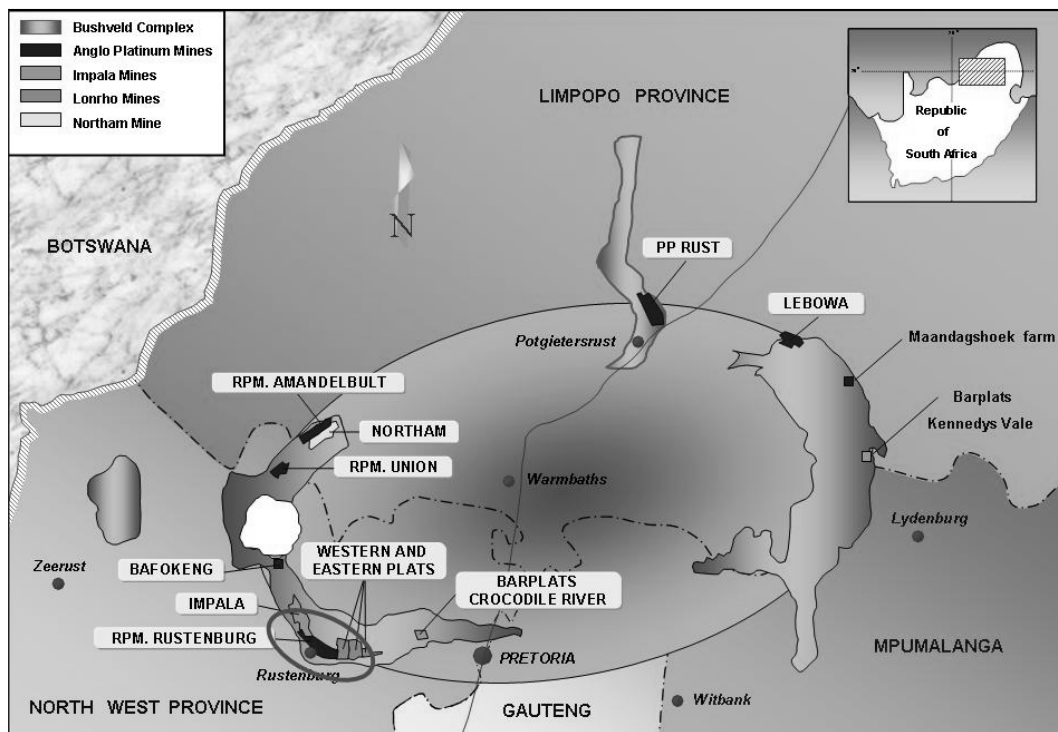 Bushveld Complex
Anglo Platinum Mines
Impala Mines
Lonrho Mines
Northam Mine
LIMPOPO PROVINCE
Republic
of
South Africa
N
BOTSWANA
PP RUST
LEBOWA
Potgietersrust
Maandagshoek farm
RPM. AMANDELBULT
Barplats
Kennedys Vale
NORTHAM
RPM. UNION
Warmbaths
Lydenburg
Zeerust
BAFOKENG
WESTERN AND
EASTERN PLATS
BARPLATS
CROCODILE RIVER
IMPALA
RPM. RUSTENBURG
Rustenburg
PRETORIA
MPUMALANGA
NORTH WEST PROVINCE
GAUTENG
Witbank